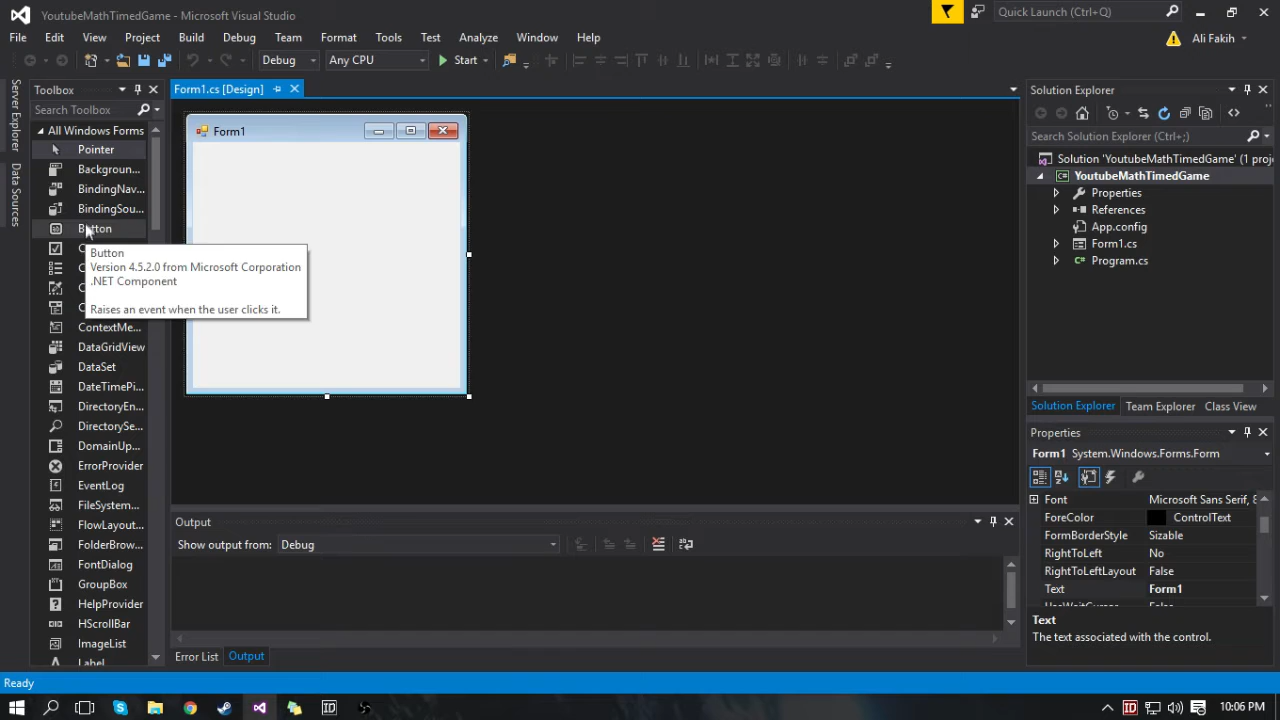 YoutubeMathTimedGame - Microsoft Visual Studio
Quick Launch (Ctrl+Q)
File Edit View Project Build Debug Team Format Tools Test Analyze Window Help
Ali Fakih
Debug Any CPU Start
Server Explorer
Data Sources
Toolbox
Search Toolbox
All Windows Forms
Pointer
Backgroun...
BindingNav...
BindingSou...
Button
C
C
C
C
ContextMe...
DataGridView
DataSet
DateTimePi...
DirectoryEn...
DirectorySe...
DomainUp...
ErrorProvider
EventLog
FileSystem...
FlowLayout...
FolderBrow...
FontDialog
GroupBox
HelpProvider
HScrollBar
ImageList
Label
Form1.cs [Design]
Form1
Button
Version 4.5.2.0 from Microsoft Corporation
.NET Component
Raises an event when the user clicks it.
Output
Show output from: Debug
Error List Output
Solution Explorer
Search Solution Explorer (Ctrl+;)
Solution 'YoutubeMathTimedGame' (1 proje
YoutubeMathTimedGame
Properties
References
App.config
Form1.cs
Program.cs
Solution Explorer Team Explorer Class View
Properties
Form1 System.Windows.Forms.Form
Font Microsoft Sans Serif, 8
ForeColor ControlText
FormBorderStyle Sizable
RightToLeft No
RightToLeftLayout False
Text Form1
UseWaitCursor False
Text
The text associated with the control.
Ready
10:06 PM